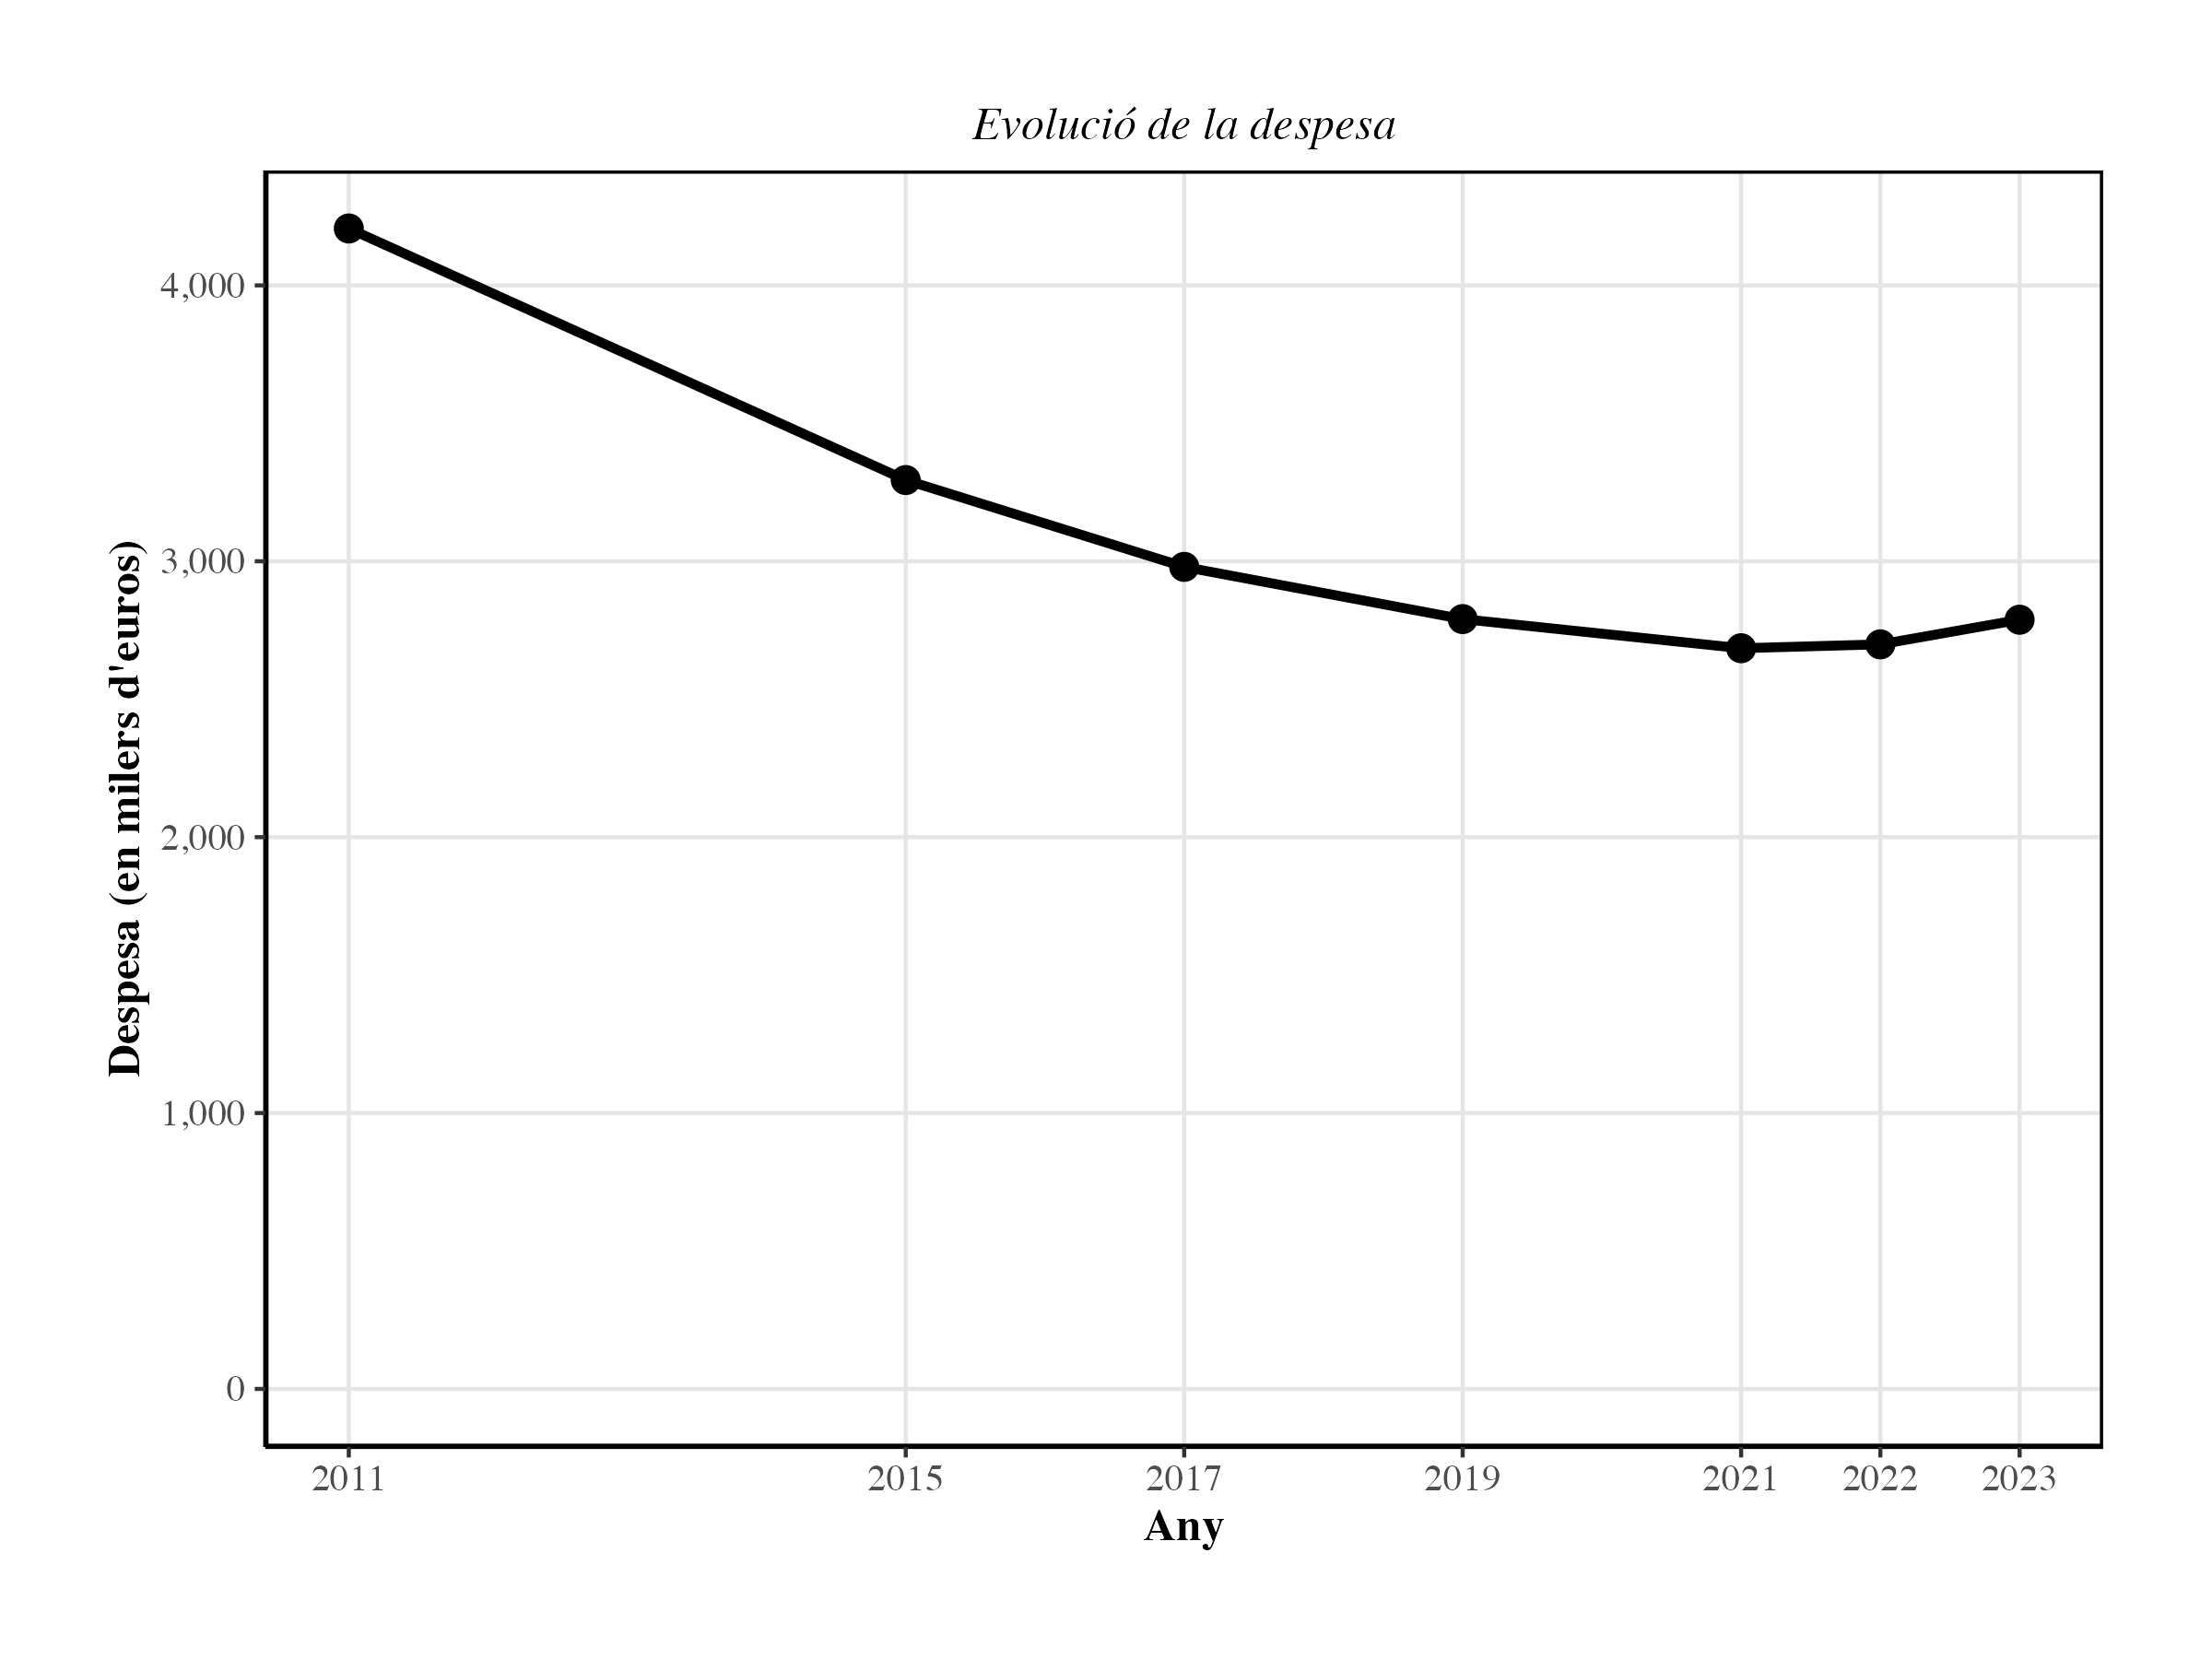 Evolució de la despesa
Despesa (en milers d'euros)
4,000
3,000
2,000
1,000
0
2011 2015 2017 2019 2021 2022 2023
Any